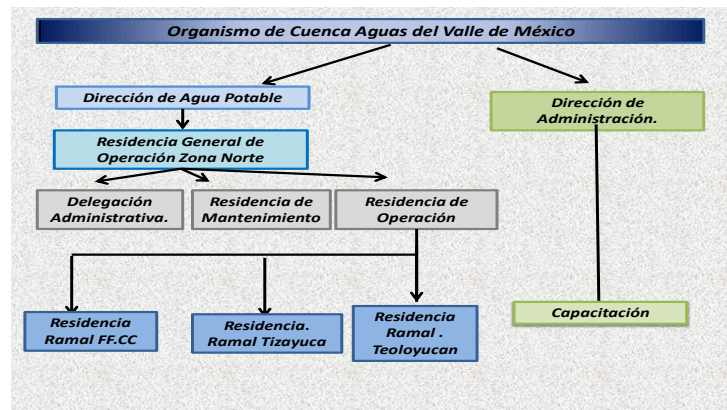 Organismo de Cuenca Aguas del Valle de México
Dirección de Agua Potable
Dirección de
Administración.
Residencia General de
Operación Zona Norte
Delegación
Administrativa.
Residencia de
Mantenimiento
Residencia de
Operación
Residencia
Ramal FF.CC
Residencia.
Ramal Tizayuca
Residencia
Ramal .
Teoloyucan
Capacitación